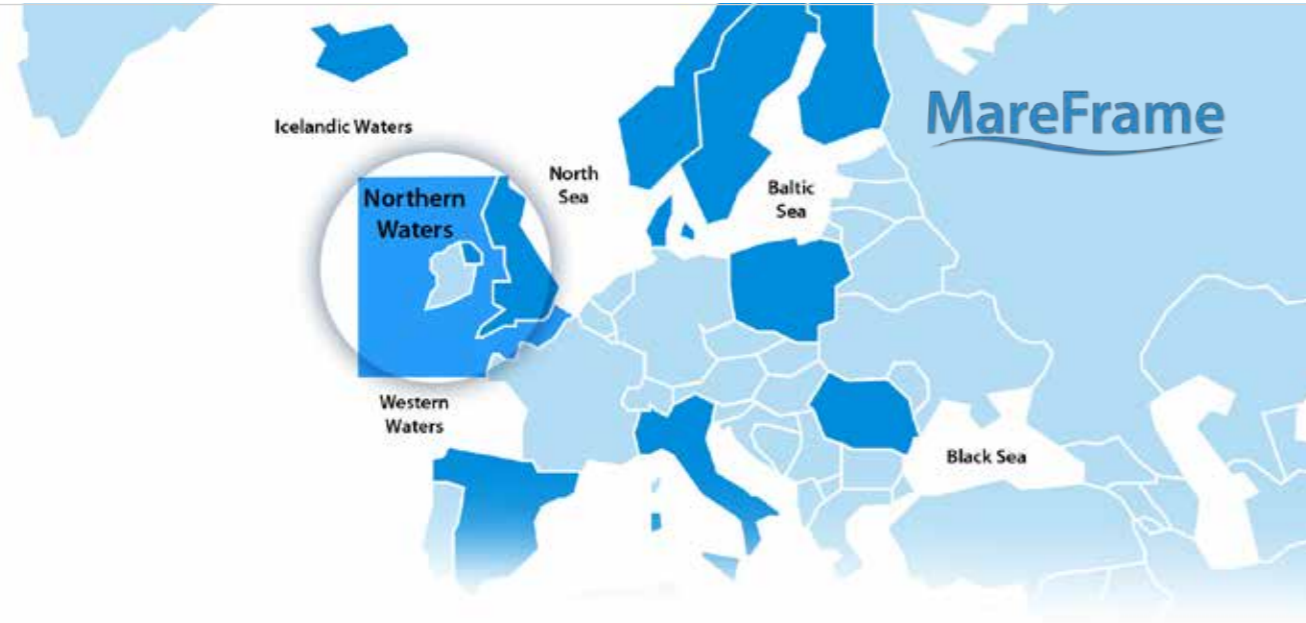 MareFrame
Icelandic Waters
North
Sea
Baltic
Sea
Northern
Waters
Western
Waters
Black Sea